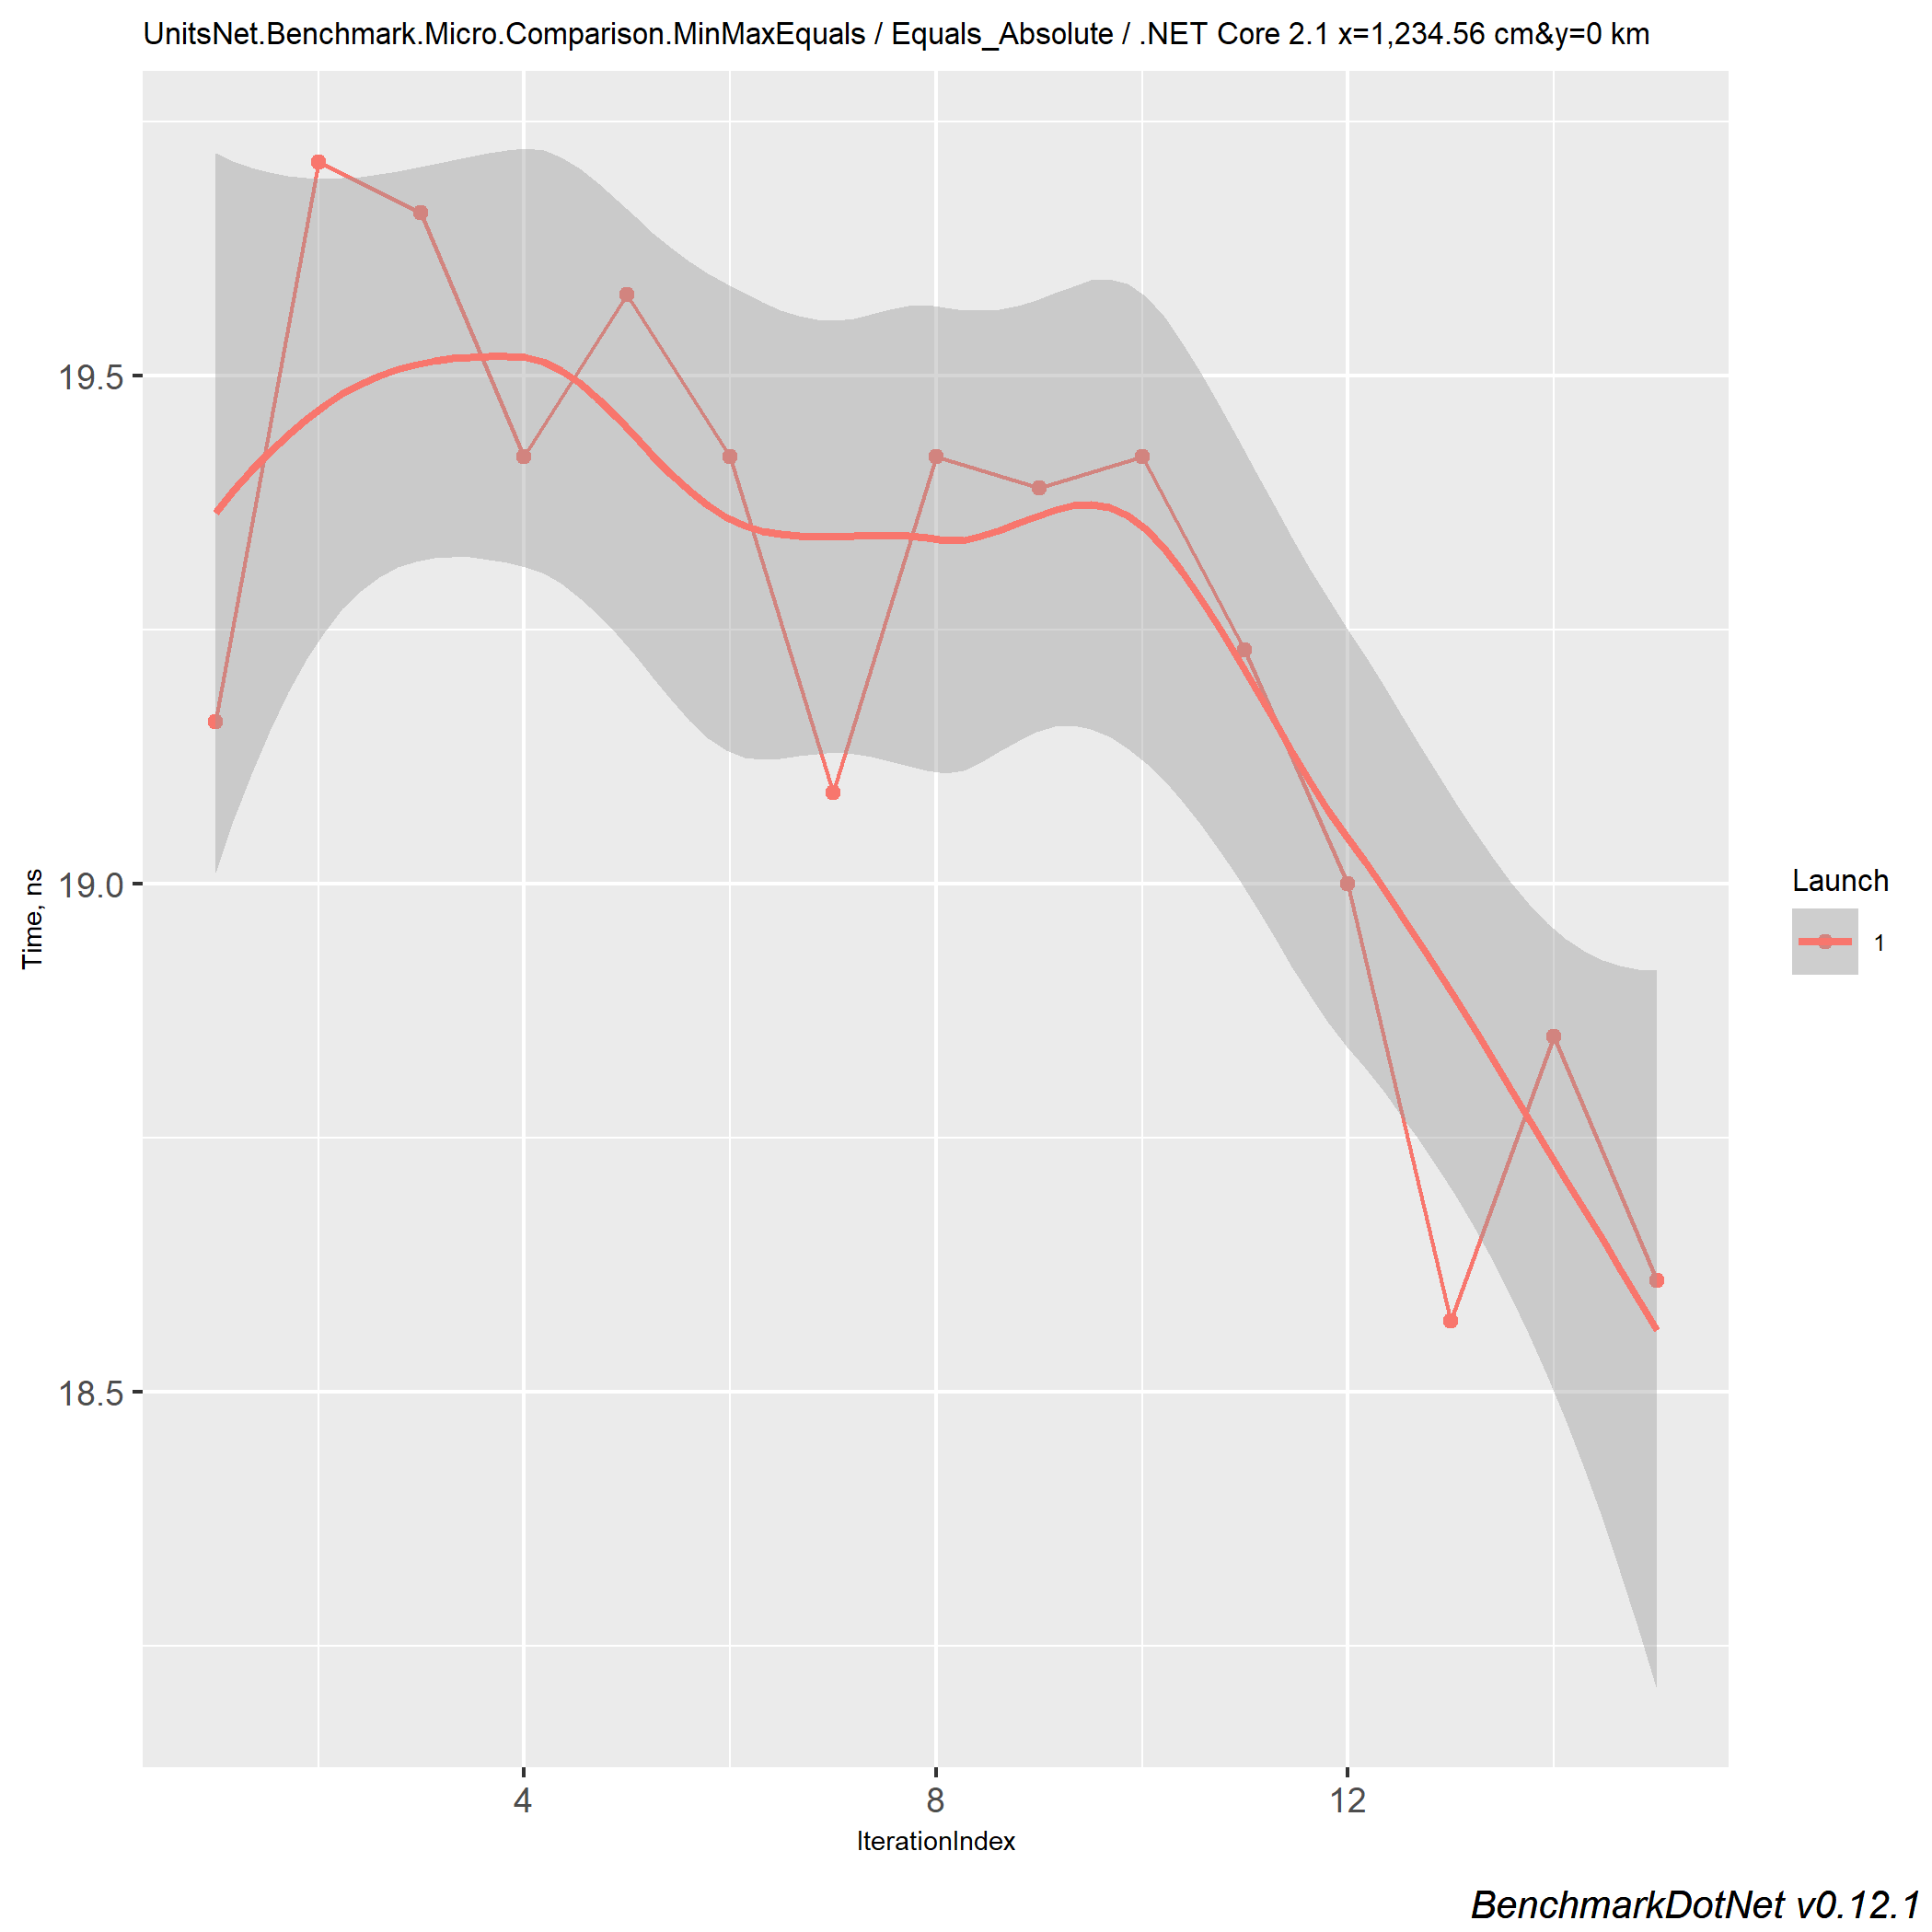 UnitsNet.Benchmark.Micro.Comparison.MinMaxEquals / Equals_Absolute / .NET Core 2.1 x=1,234.56 cm&y=0 km
19.5
19.0
18.5
Time, ns
4
8
12
IterationIndex
Launch
1
BenchmarkDotNet v0.12.1